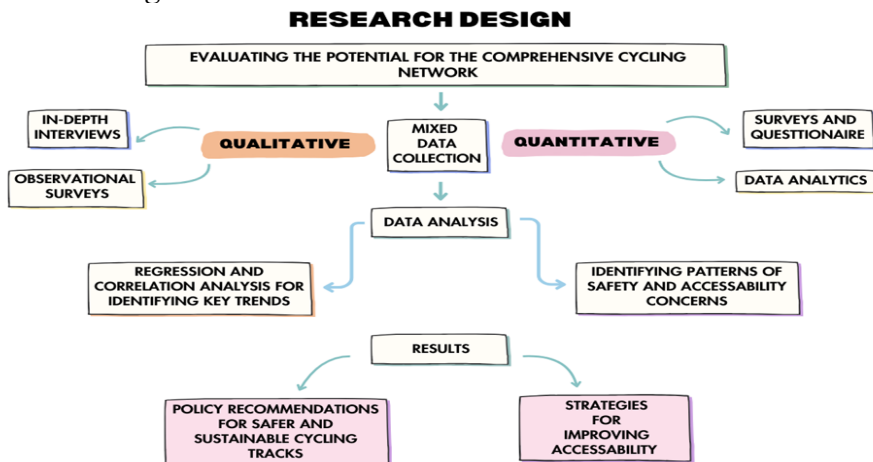 RESEARCH DESIGN
EVALUATING THE POTENTIAL FOR THE COMPREHENSIVE CYCLING
NETWORK
IN-DEPTH
INTERVIEWS
QUALITATIVE
OBSERVATIONAL
SURVEYS
MIXED
DATA
COLLECTION
QUANTITATIVE
SURVEYS AND
QUESTTIONAIRE
DATA ANALYTICS
DATA ANALYSIS
REGRESSION AND
CORRELATION ANALYSIS FOR
IDENTIFYING KEY TRENDS
IDENTIFYING PATTERNS OF
SAFETY AND ACCESSABILITY
CONCERNS
RESULTS
POLICY RECOMMENDATIONS
FOR SAFER AND
SUSTAINABLE CYCLING
TRACKS
STRATEGIES
FOR
IMPROVING
ACCESSABILITY